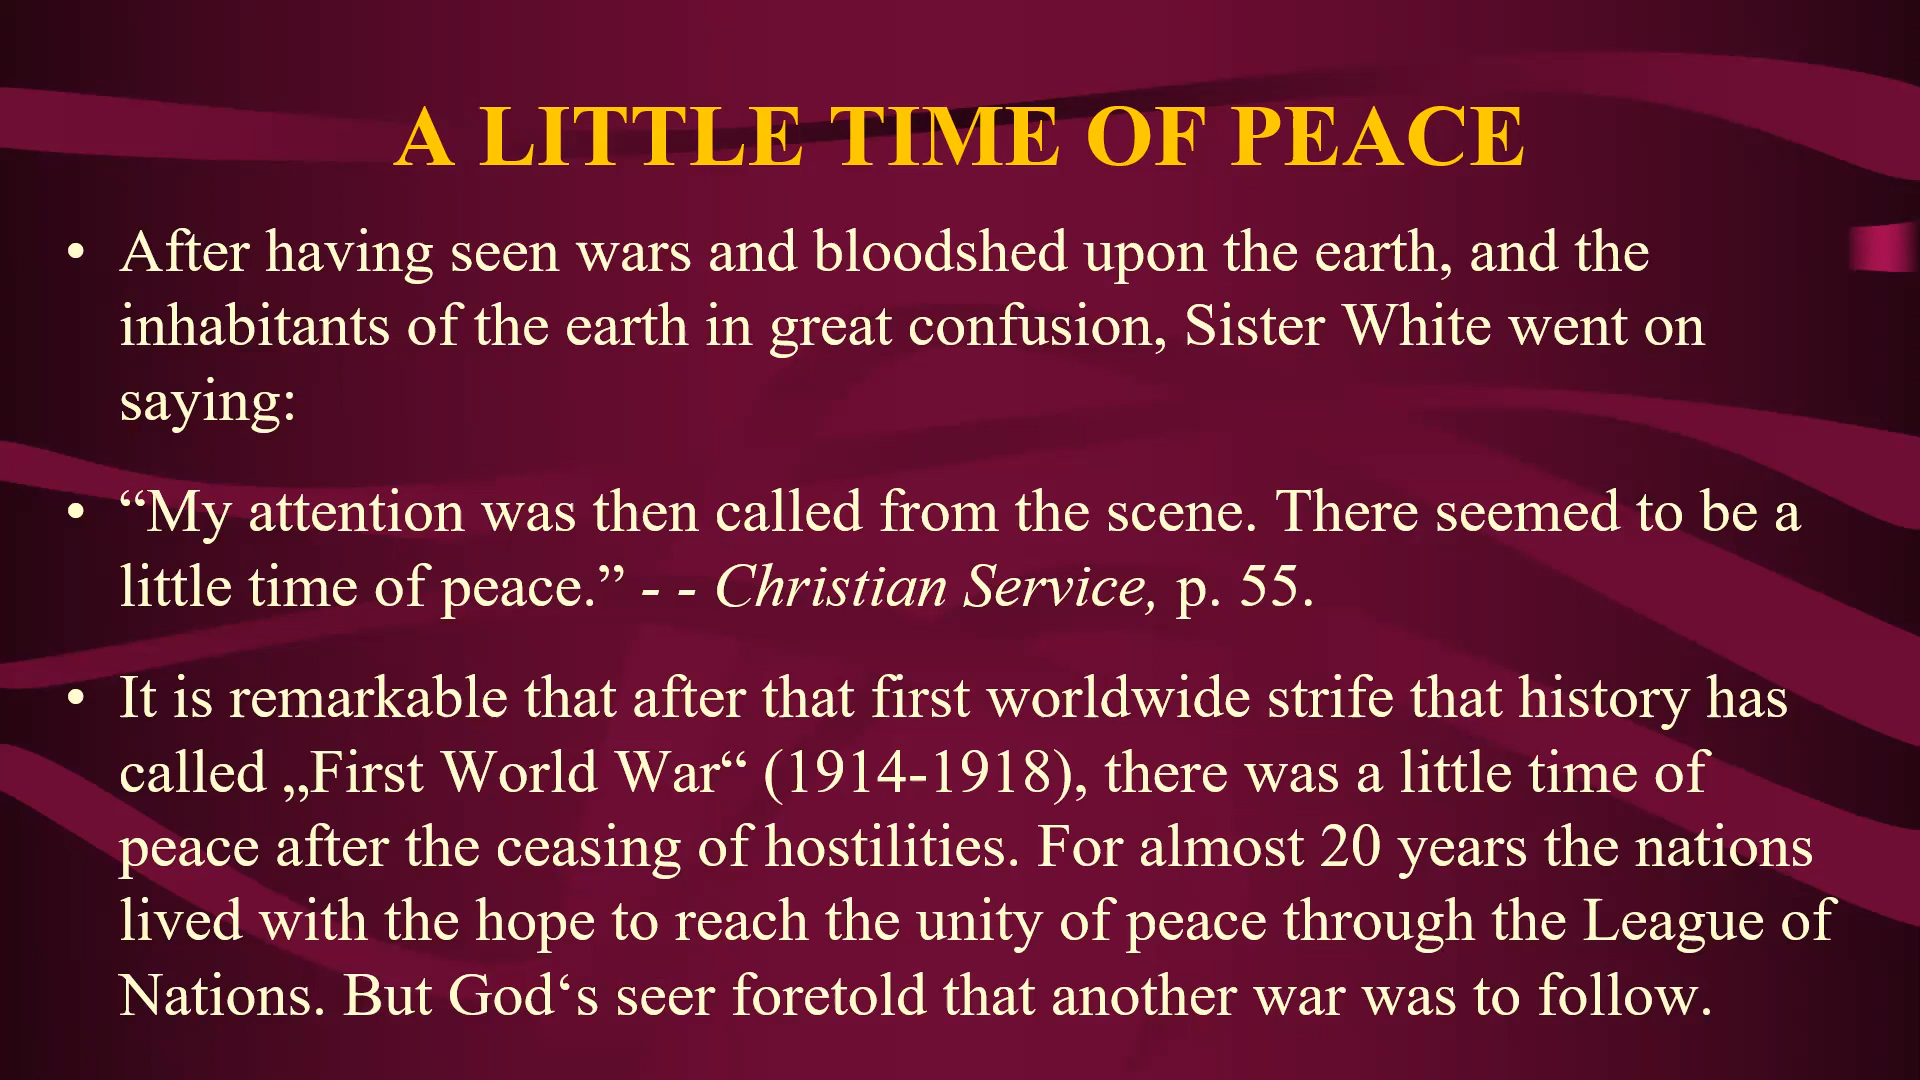 A LITTLE TIME OF PEACE
• After having seen wars and bloodshed upon the earth, and the
inhabitants of the earth in great confusion, Sister White went on
saying:
• “My attention was then called from the scene. There seemed to be a
little time of peace.” - - Christian Service, p. 55.
• It is remarkable that after that first worldwide strife that history has
called „First World War“ (1914-1918), there was a little time of
peace after the ceasing of hostilities. For almost 20 years the nations
lived with the hope to reach the unity of peace through the League of
Nations. But God‘s seer foretold that another war was to follow.